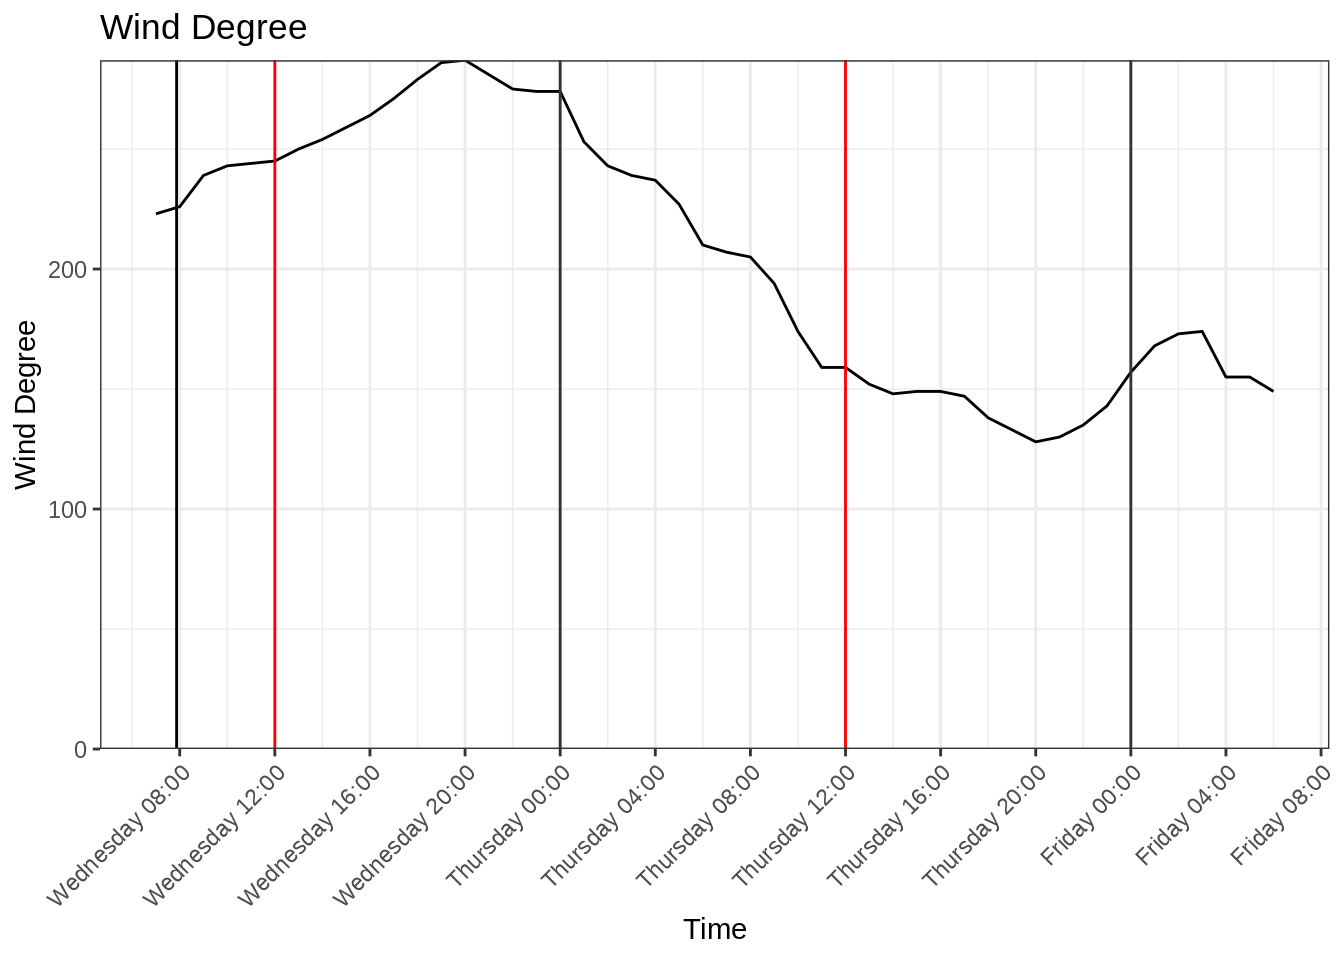 Wind Degree
Wind Degree
200
100
0
Wednesday 08:00
Wednesday 12:00
Wednesday 16:00
Wednesday 20:00
Thursday 00:00
Thursday 04:00
Thursday 08:00
Thursday 12:00
Thursday 16:00
Thursday 20:00
Friday 00:00
Friday 04:00
Friday 08:00
Time